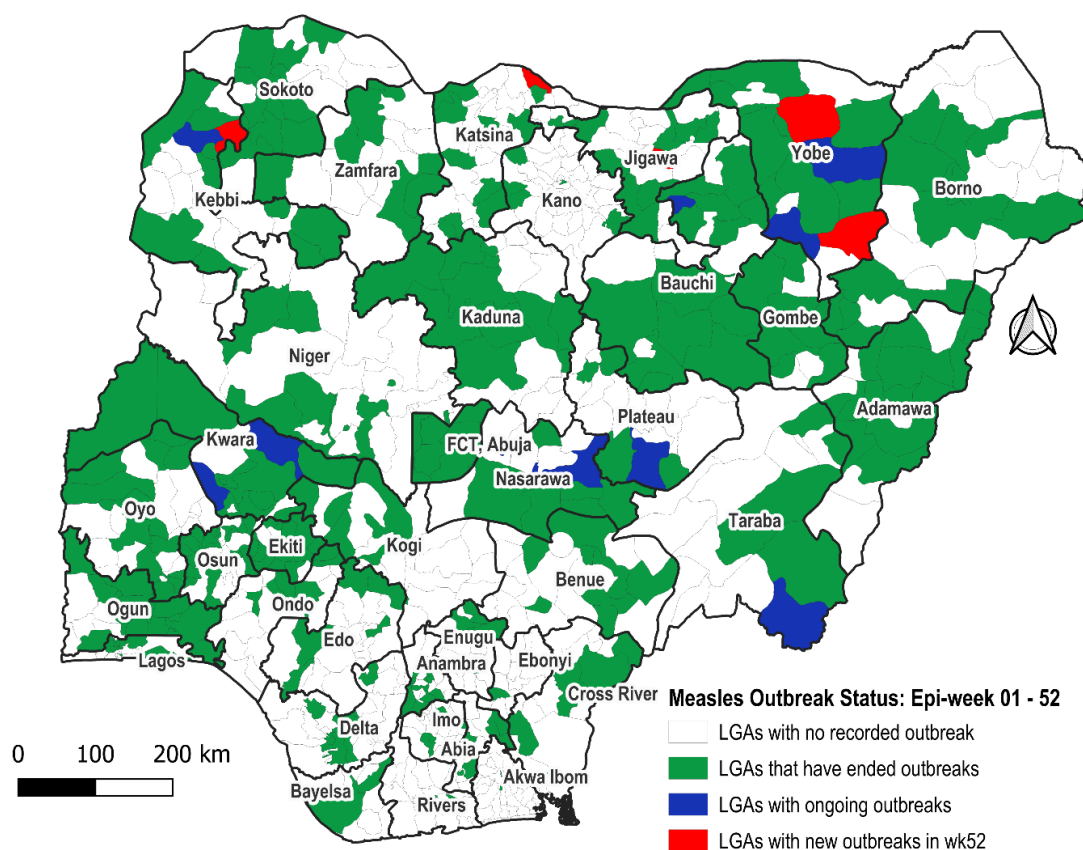 Sokoto
Katsina
Jigawa
Yobe
Borno
Zamfara
Kebbi
Kano
Bauchi
Gombe
Kaduna
Niger
Adamawa
Plateau
FCT, Abuja
Kwara
Nasarawa
Taraba
Oyo
Kogi
Osun
Ekiti
Benue
Ogun
Ondo
Edo
Enugu
Lagos
Anambra
Ebonyi
Cross River
Delta
Imo
Abia
Akwa Ibom
Bayelsa
Rivers
0 100 200 km
Measles Outbreak Status: Epi-week 01 - 52
LGAs with no recorded outbreak
LGAs that have ended outbreaks
LGAs with ongoing outbreaks
LGAs with new outbreaks in wk52